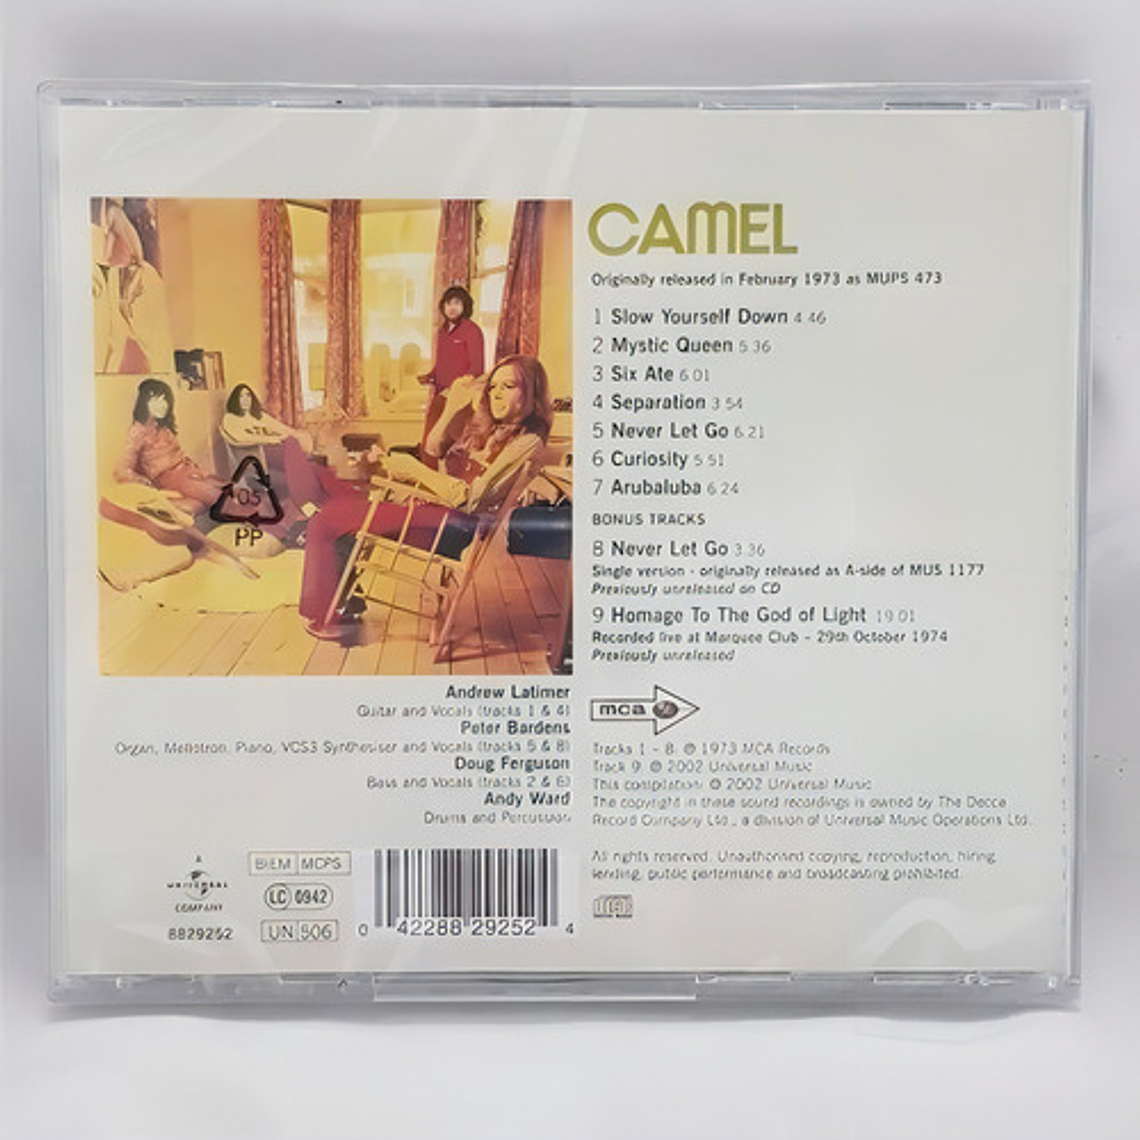 CAMEL
Originally released in February 1973 as MUPS 473
1 Slow Yourself Down 4.46
2 Mystic Queen 5.36
3 Six Ate 6.01
4 Separation 3.54
5 Never Let Go 6.21
6 Curiosity 5.51
7 Arubaluba 6.24
BONUS TRACKS
8 Never Let Go 3.36
Single version - originally released as A-side of MUS 1177
Previously unreleased on CD
9 Homage To The God of Light 19.01
Recorded live at Marquee Club - 29th October 1974
Previously unreleased
05
PP
Andrew Latimer
Guitar and Vocals (tracks 1 & 4)
Peter Bardens
Organ, Mellotron, Piano, VCS3 Synthesiser and Vocals (tracks 5 & 8)
Doug Ferguson
Bass and Vocals (tracks 2 & 6)
Andy Ward
Drums and Percussion
mca
Tracks 1 - 8 ℗ 1973 MCA Records
Track 9 ℗ 2002 Universal Music
This compilation ℗ 2002 Universal Music
The copyright in these sound recordings is owned by The Decca
Record Company Ltd., a division of Universal Music Operations Ltd.
All rights reserved. Unauthorised copying, reproduction, hiring,
lending, public performance and broadcasting prohibited.
A
UNIVERSAL
COMPANY
8829252
BIEM MCPS
LC 0942
UN 906
0 42288 29252 4